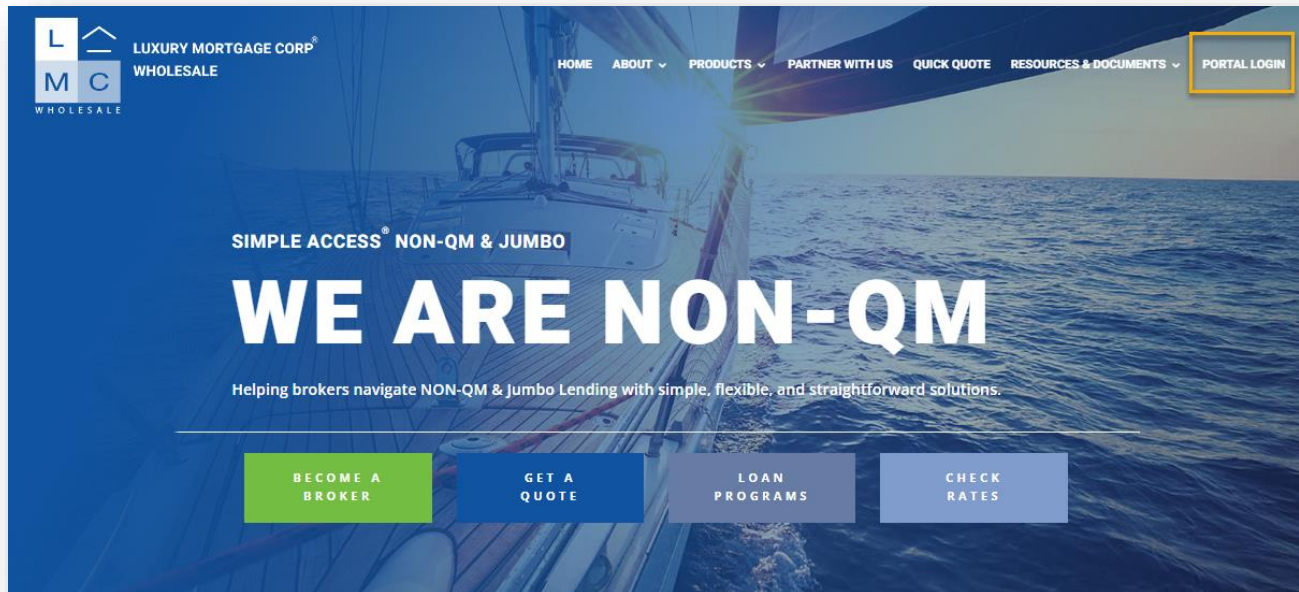 L
M C
WHOLESALE
LUXURY MORTGAGE CORP®
WHOLESALE
HOME ABOUT PRODUCTS PARTNER WITH US QUICK QUOTE RESOURCES & DOCUMENTS PORTAL LOGIN
SIMPLE ACCESS® NON-QM & JUMBO
WE ARE NON-QM
Helping brokers navigate NON-QM & Jumbo Lending with simple, flexible, and straightforward solutions.
BECOME A
BROKER
GET A
QUOTE
LOAN
PROGRAMS
CHECK
RATES